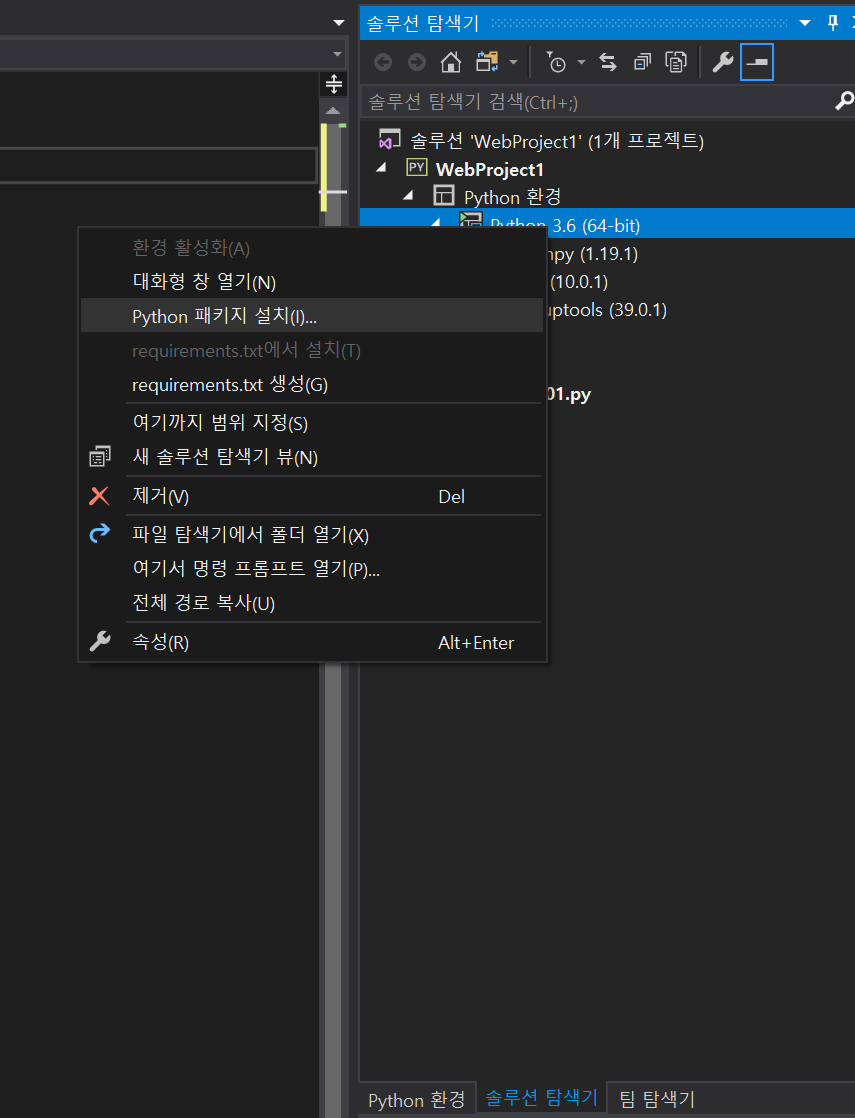 솔루션 탐색기
솔루션 탐색기 검색(Ctrl+;)
솔루션 'WebProject1' (1개 프로젝트)
PY WebProject1
Python 환경
Python 3.6 (64-bit)
(1.19.1)
(10.0.1)
(39.0.1)
01.py
환경 활성화(A)
대화형 창 열기(N)
Python 패키지 설치(I)...
requirements.txt에서 설치(T)
requirements.txt 생성(G)
여기까지 범위 지정(S)
새 솔루션 탐색기 뷰(N)
제거(V) Del
파일 탐색기에서 폴더 열기(X)
여기서 명령 프롬프트 열기(P)...
전체 경로 복사(U)
속성(R) Alt+Enter
Python 환경 솔루션 탐색기 팀 탐색기